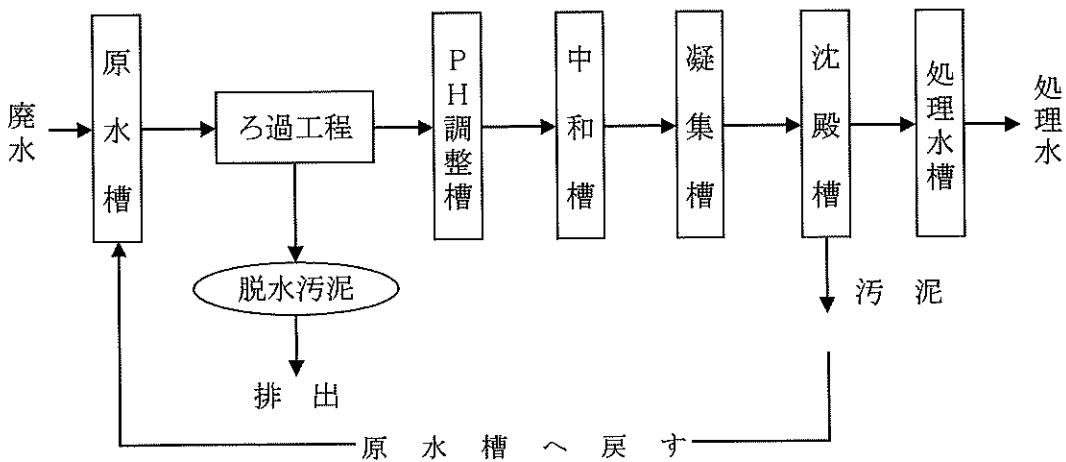 廃水
原水槽
ろ過工程
PH調整槽
中和槽
凝集槽
沈殿槽
処理水槽
処理水
脱水汚泥
排出
汚泥
原水槽へ戻す